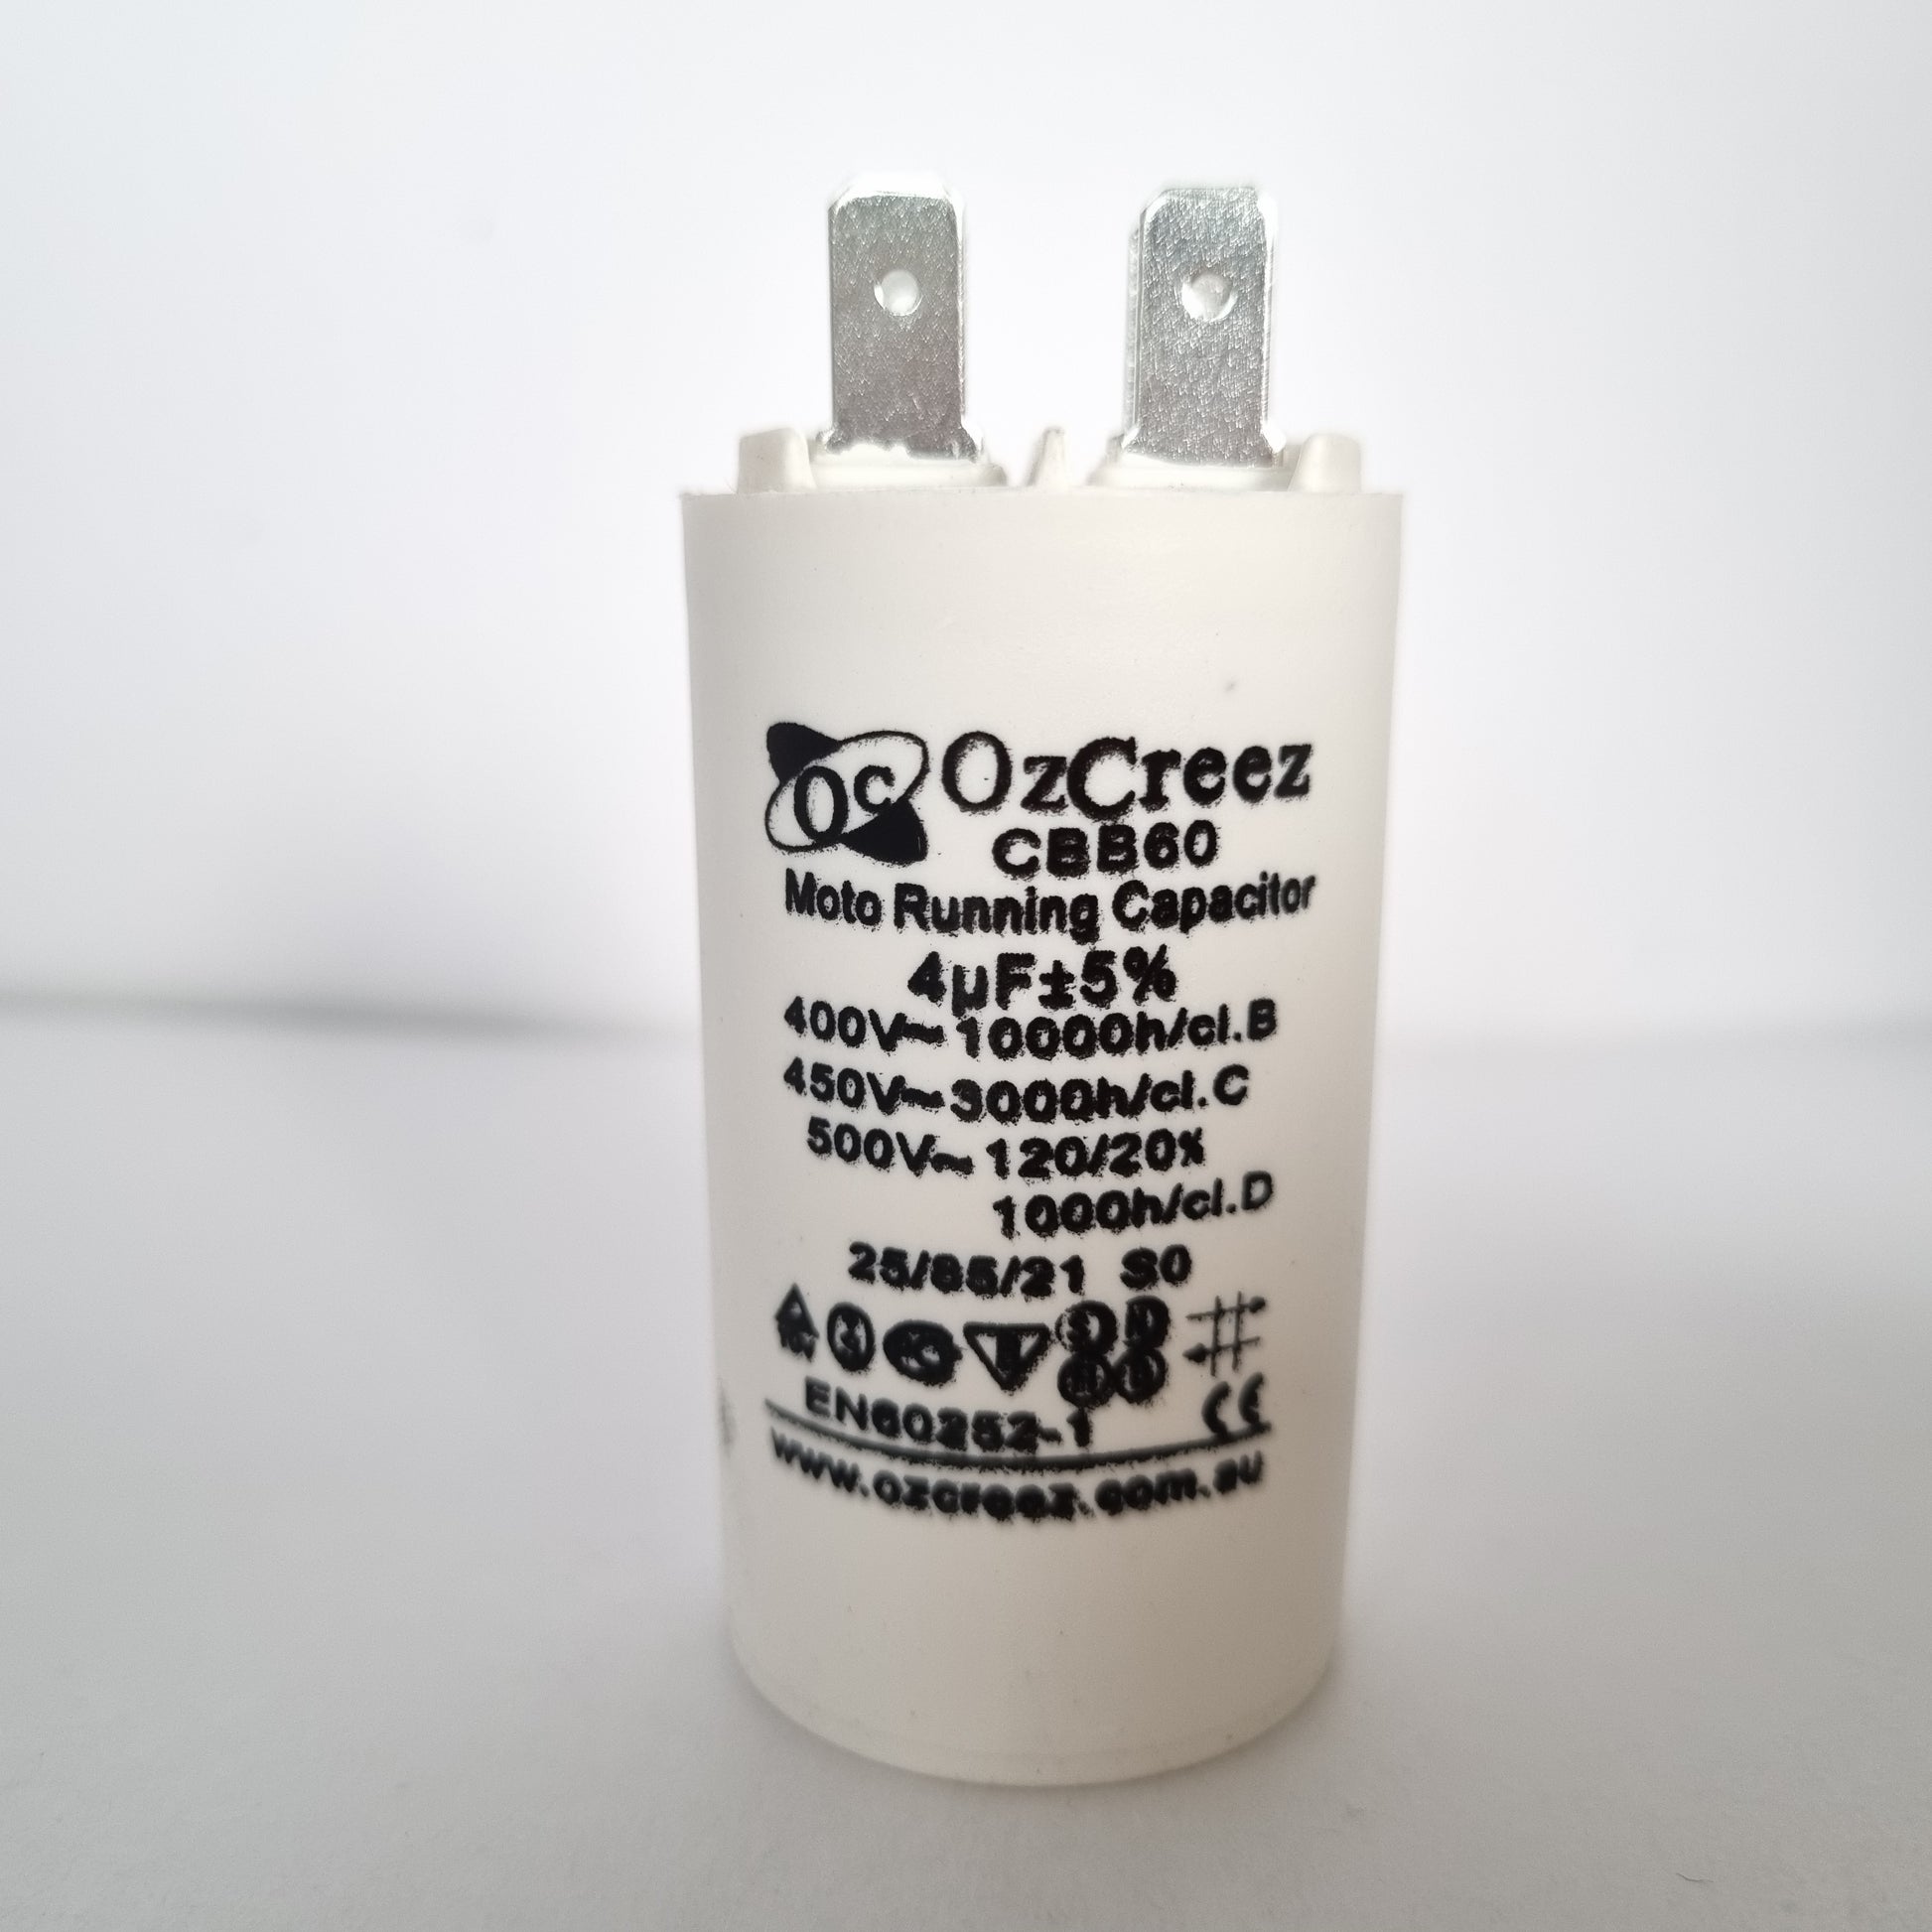 OC OzCreez
CBB60
Moto Running Capacitor
4μF±5%
400V~10000h/cl.B
450V~3000h/cl.C
500V~120/20%
1000h/cl.D
25/85/21 S0
S N
CE
EN60252-1
www.ozcreez.com.au